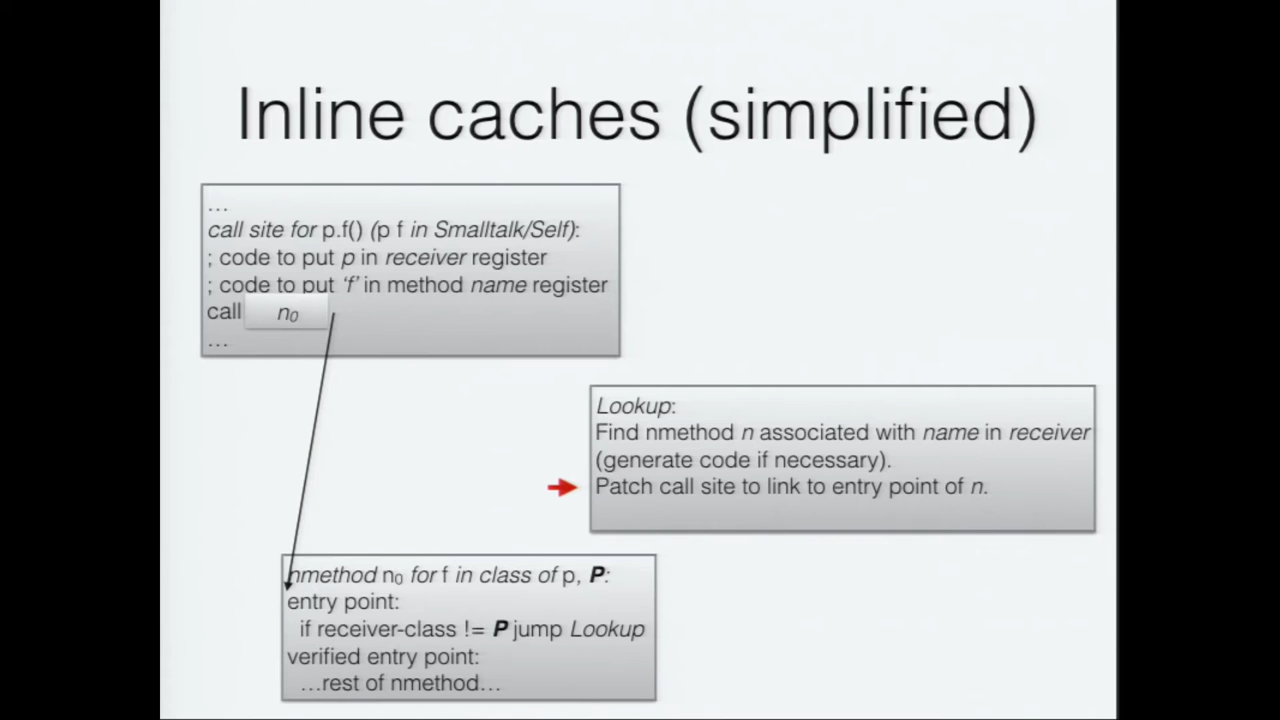 Inline caches (simplified)
…
call site for p.f() (p f in Smalltalk/Self):
; code to put p in receiver register
; code to put ‘f’ in method name register
call n₀
…
Lookup:
Find nmethod n associated with name in receiver
(generate code if necessary).
Patch call site to link to entry point of n.
nmethod n₀ for f in class of p, P:
entry point:
if receiver-class != P jump Lookup
verified entry point:
…rest of nmethod…